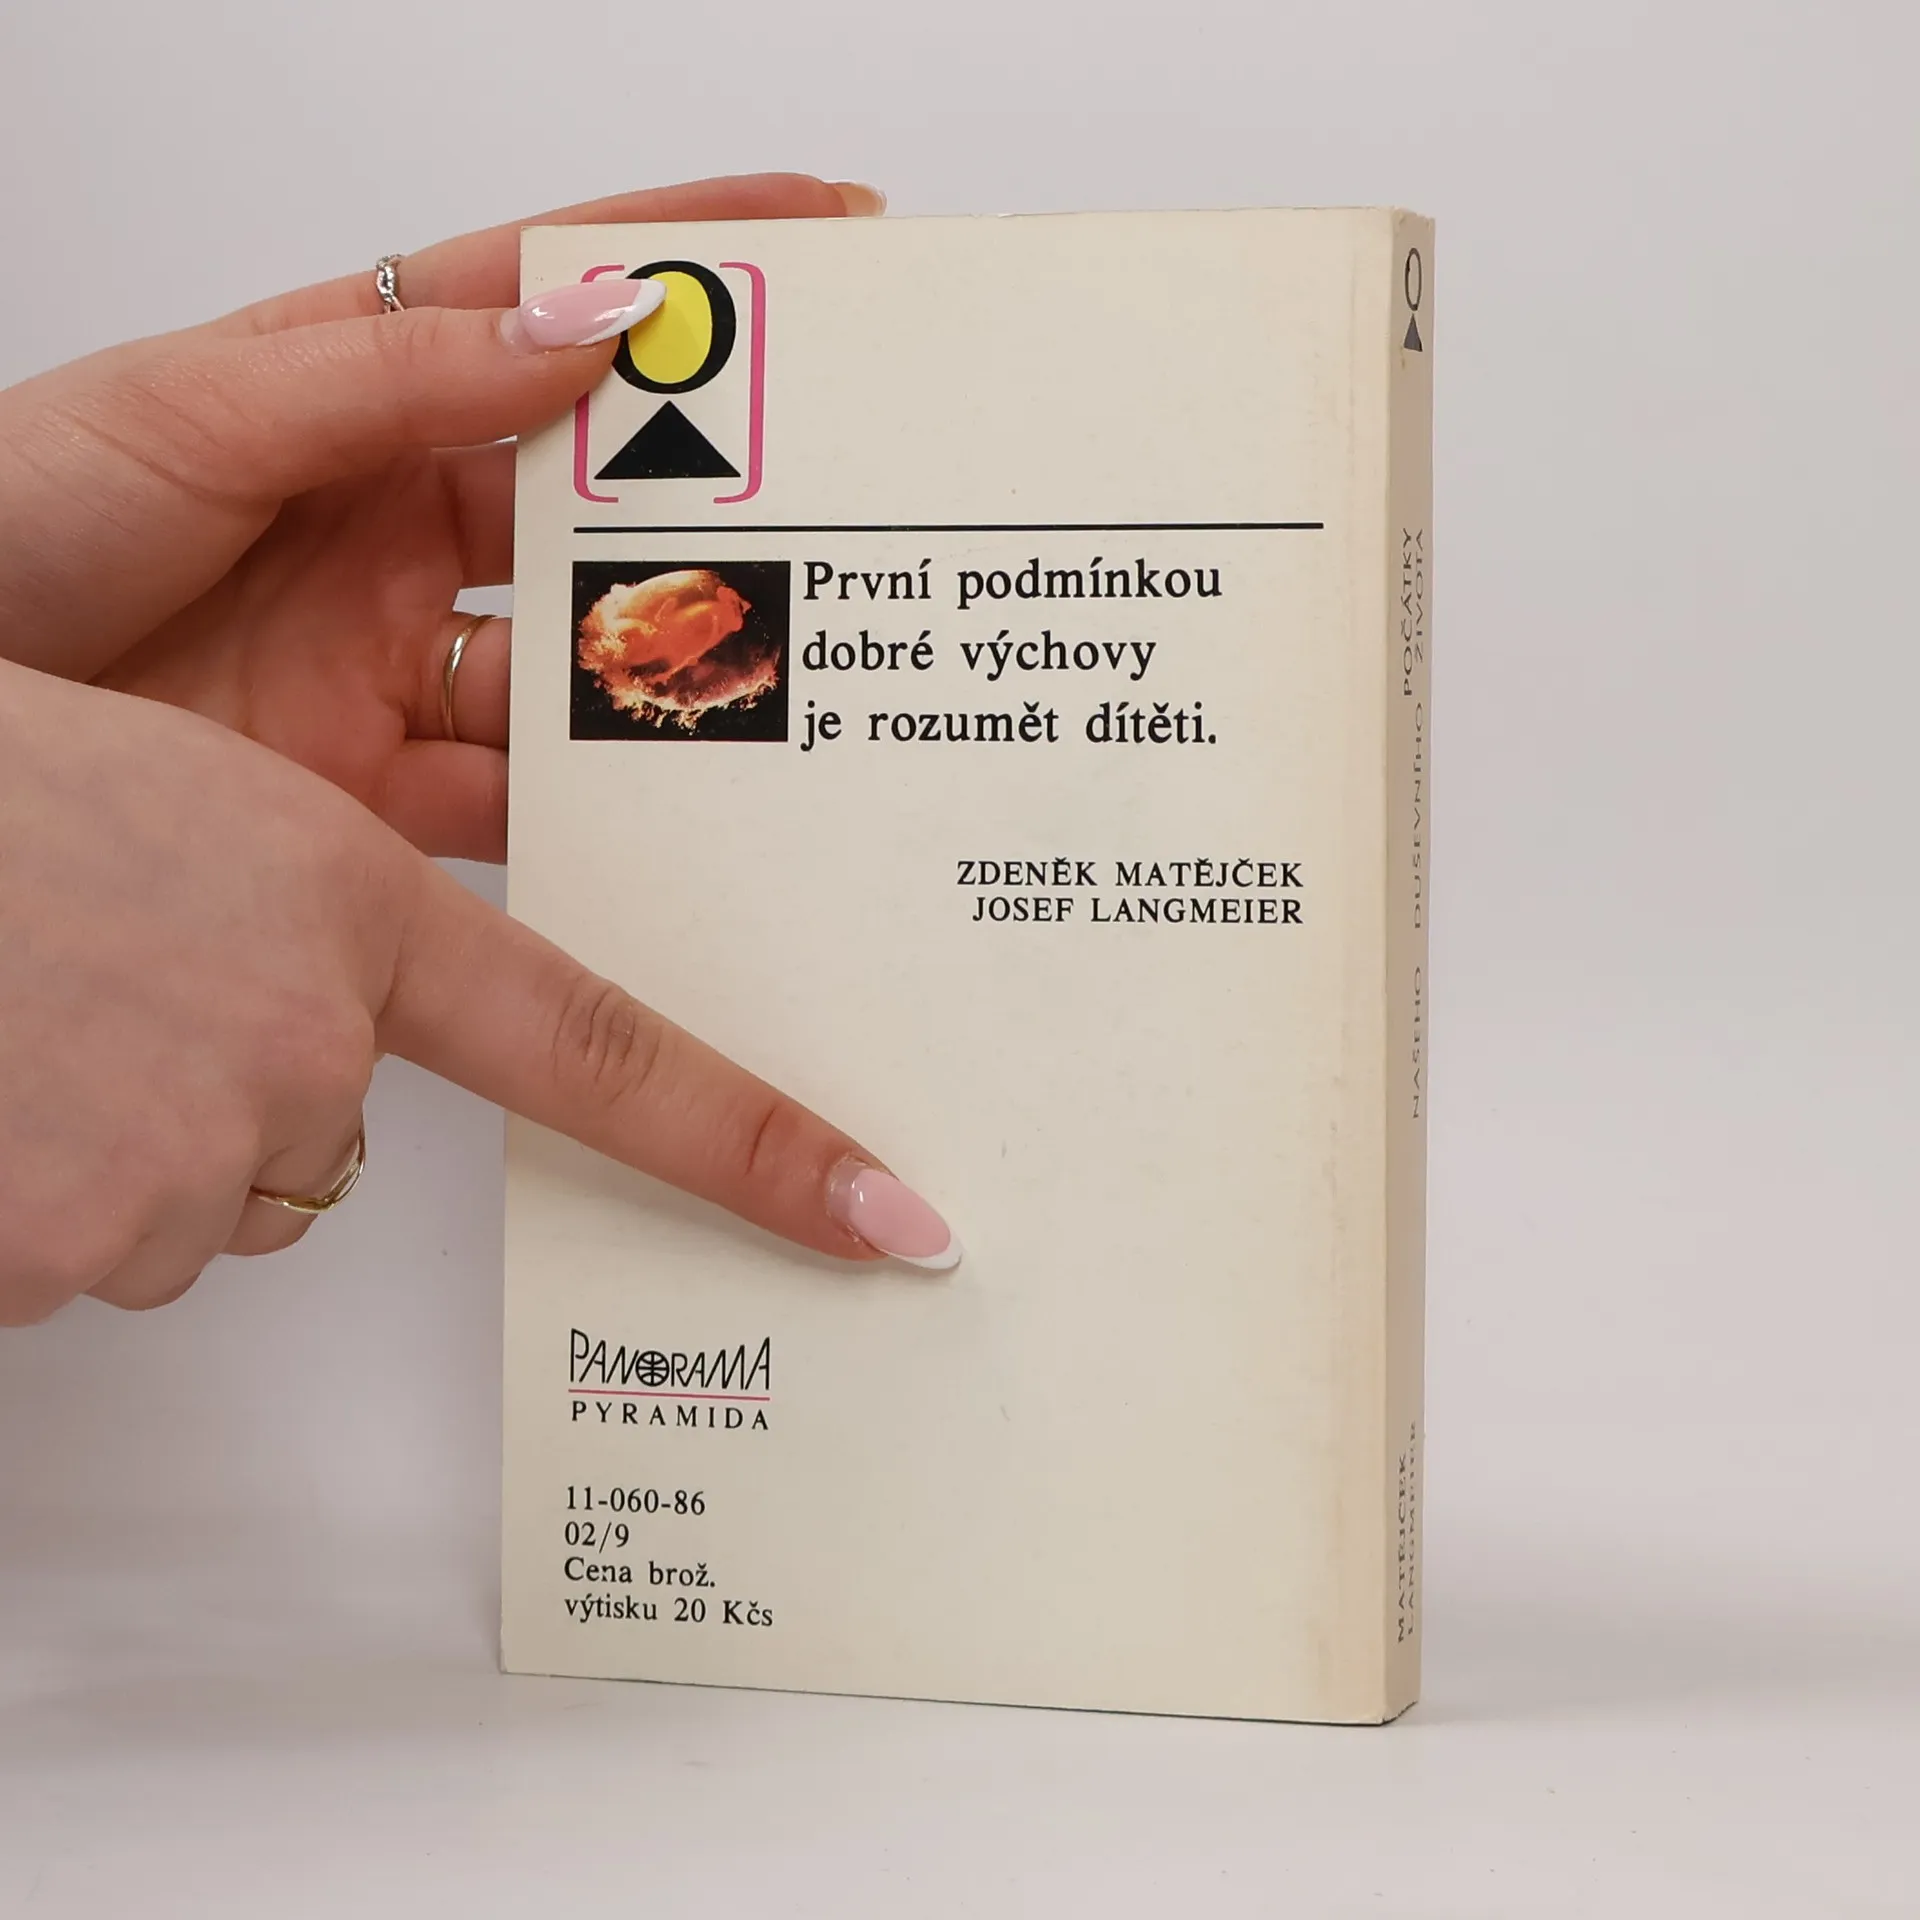 První podmínkou
dobré výchovy
je rozumět dítěti.
ZDENĚK MATĚJČEK
JOSEF LANGMEIER
PANORAMA
PYRAMIDA
11-060-86
02/9
Cena brož.
výtisku 20 Kčs
MATĚJČEK
LANGMEIER
POČÁTKY
NAŠEHO DUŠEVNÍHO ŽIVOTA